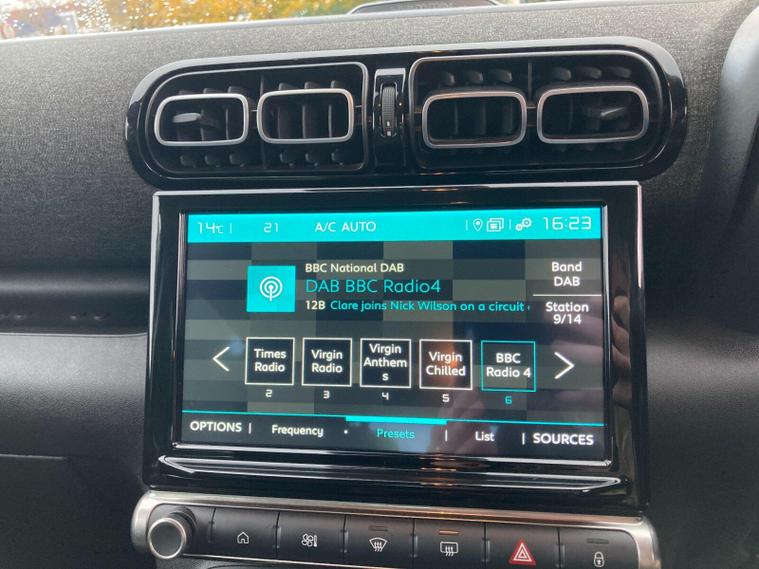 14°C 21 A/C AUTO 16:23
BBC National DAB
DAB BBC Radio4
12B Clare joins Nick Wilson on a circuit
Band
DAB
Station
9/14
Times
Radio
2
Virgin
Radio
3
Virgin
Anthem
s
4
Virgin
Chilled
5
BBC
Radio 4
6
OPTIONS Frequency Presets List SOURCES